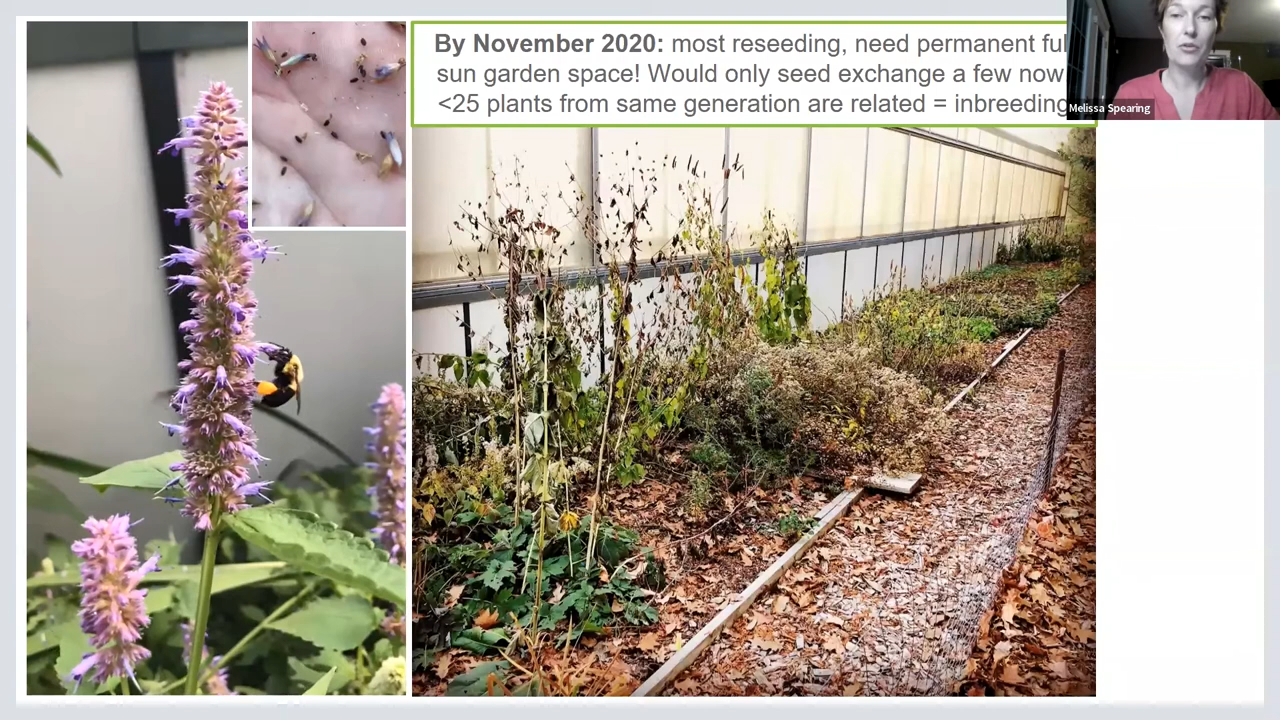 By November 2020: most reseeding, need permanent
sun garden space! Would only seed exchange a few now
<25 plants from same generation are related = inbreeding
Melissa Spearing